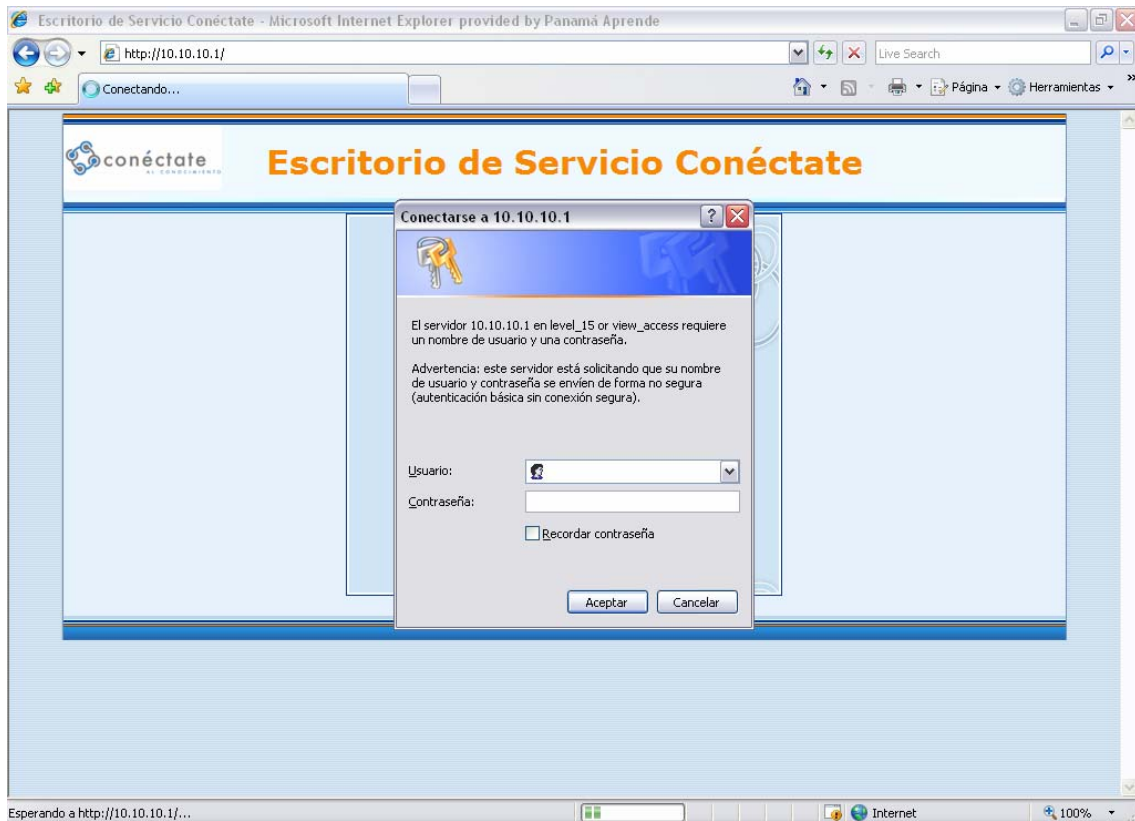 Escritorio de Servicio Conéctate - Microsoft Internet Explorer provided by Panamá Aprende
http://10.10.10.1/
Live Search
Conectando...
Página
Herramientas
»
conéctate
AL CONOCIMIENTO
Escritorio de Servicio Conéctate
Conectarse a 10.10.10.1
El servidor 10.10.10.1 en level_15 or view_access requiere
un nombre de usuario y una contraseña.
Advertencia: este servidor está solicitando que su nombre
de usuario y contraseña se envíen de forma no segura
(autenticación básica sin conexión segura).
Usuario:
Contraseña:
Recordar contraseña
Aceptar
Cancelar
Esperando a http://10.10.10.1/...
Internet
100%